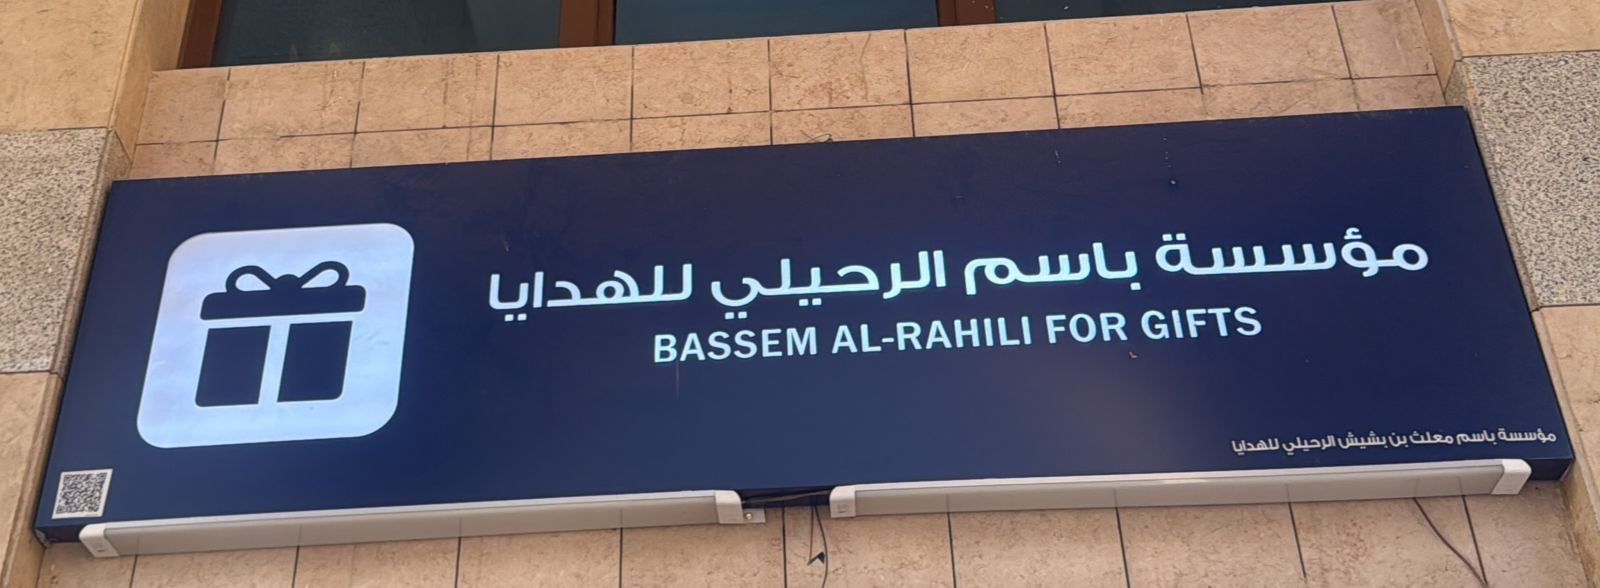 مؤسسة باسم الرحيلي للهدايا
BASSEM AL-RAHILI FOR GIFTS
مؤسسة باسم معلث بن بشيش الرحيلي للهدايا